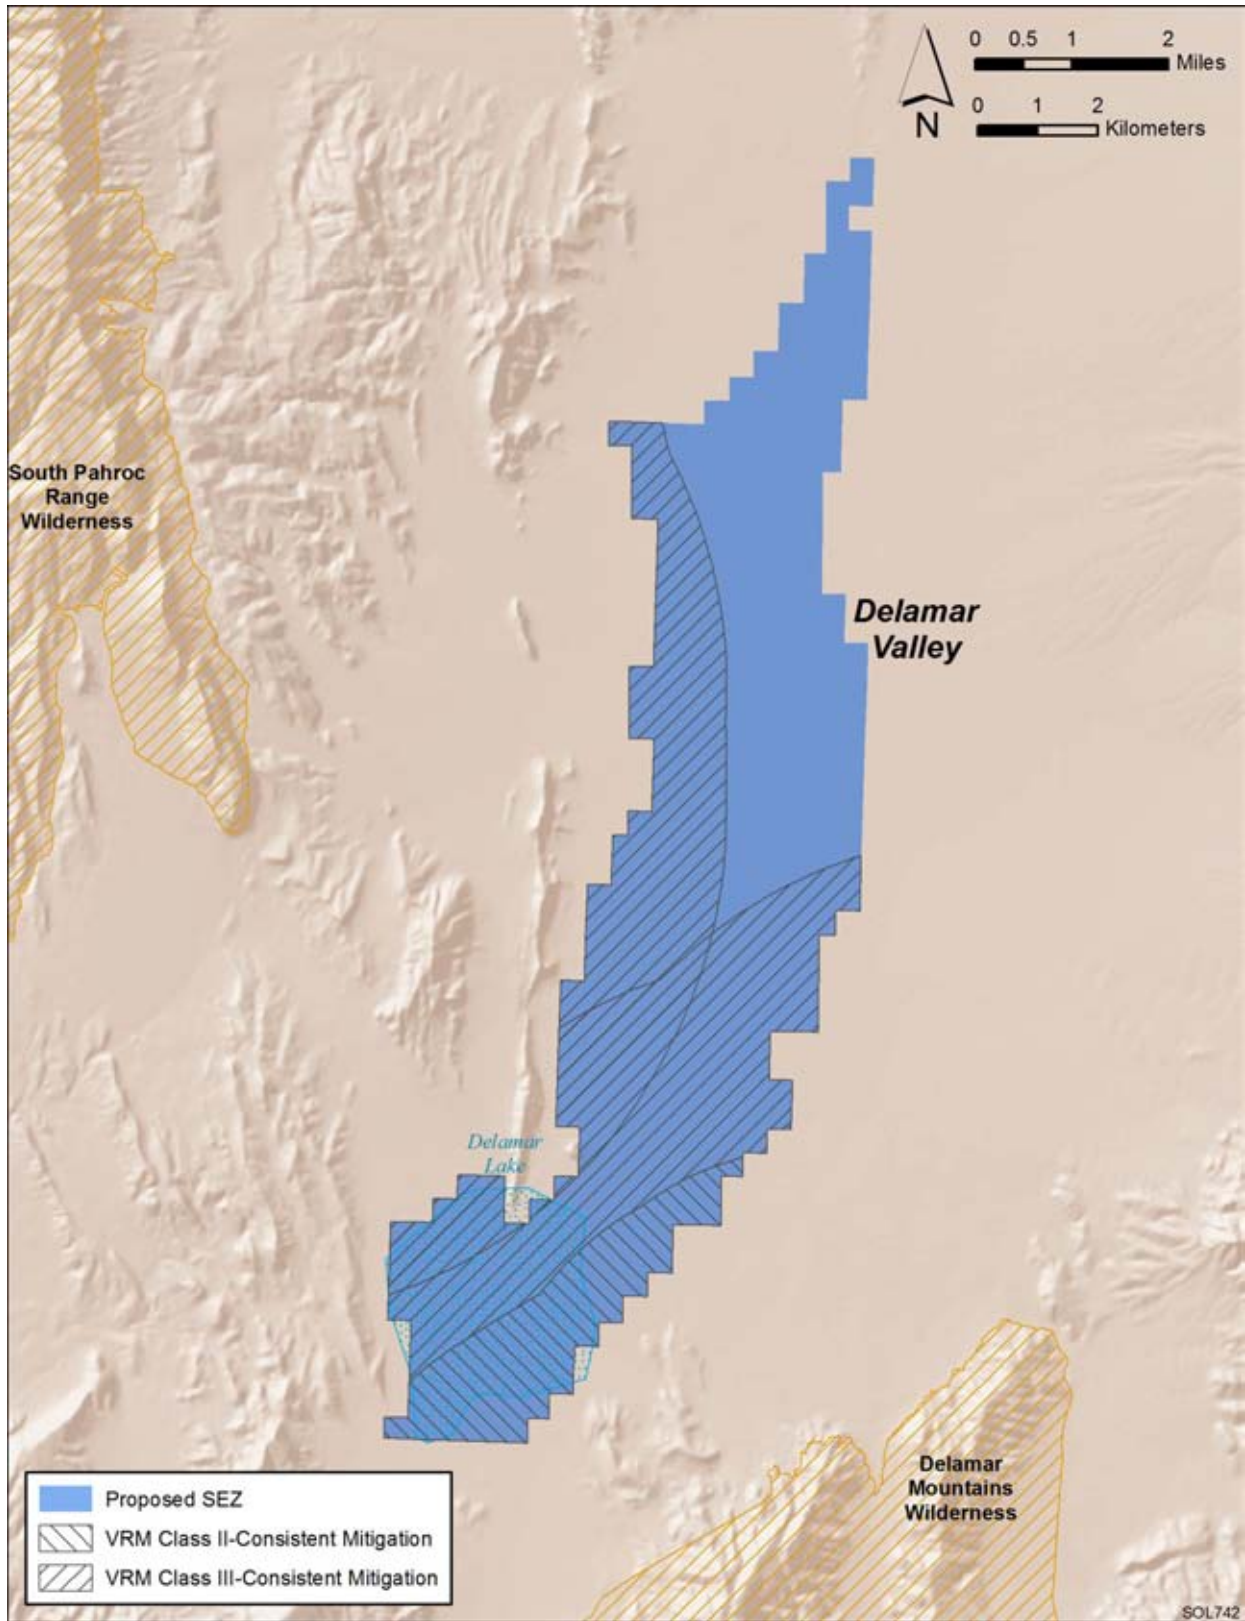 0 0.5 1 2
Miles
0 1 2
Kilometers
N
South Pahroc
Range
Wilderness
Delamar
Valley
Delamar
Lake
Delamar
Mountains
Wilderness
Proposed SEZ
VRM Class II-Consistent Mitigation
VRM Class III-Consistent Mitigation
SOL742